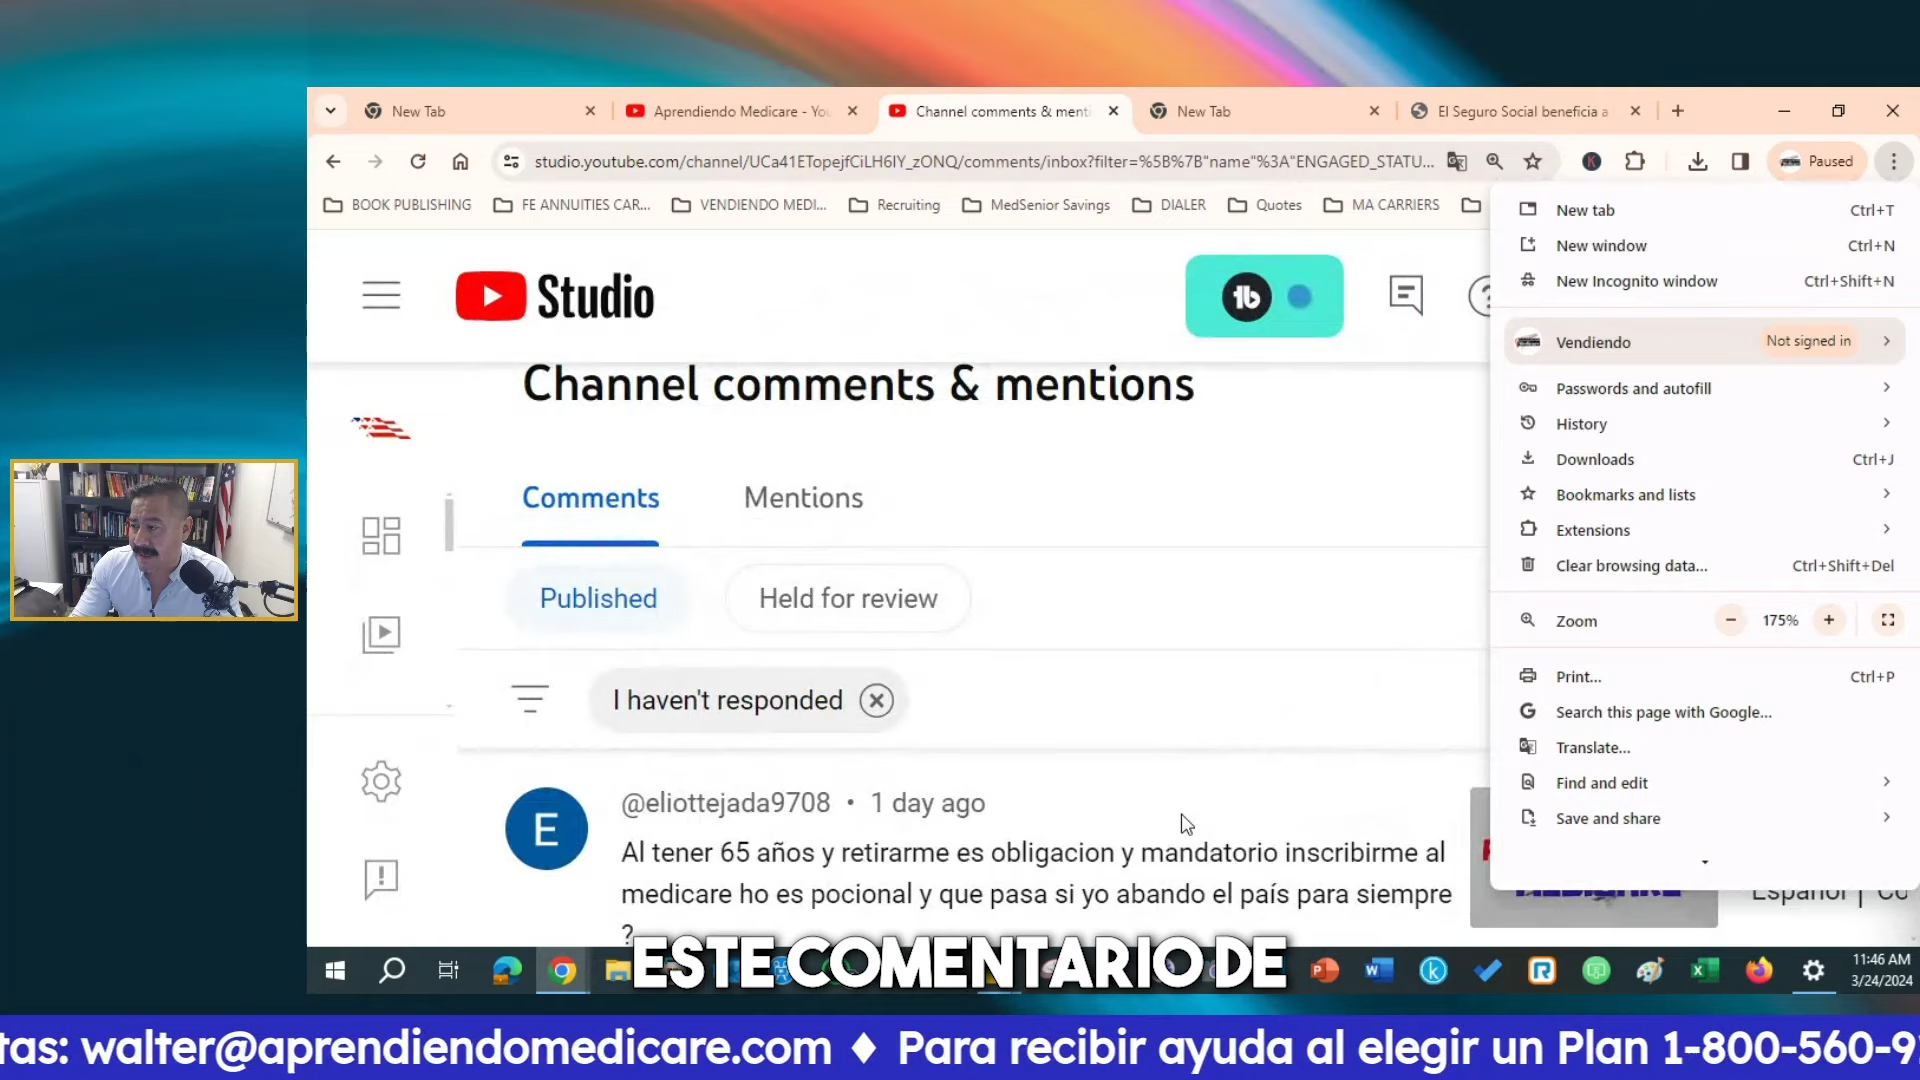 New Tab
Aprendiendo Medicare - You
Channel comments & menti
New Tab
El Seguro Social beneficia a
studio.youtube.com/channel/UCa41ETopejfCiLH6IY_zONQ/comments/inbox?filter=%5B%7B"name"%3A"ENGAGED_STATU...
Paused
BOOK PUBLISHING
FE ANNUITIES CAR...
VENDIENDO MEDI...
Recruiting
MedSenior Savings
DIALER
Quotes
MA CARRIERS
Studio
Channel comments & mentions
Comments
Mentions
Published
Held for review
I haven't responded
E
@eliottejada9708 • 1 day ago
Al tener 65 años y retirarme es obligacion y mandatorio inscribirme al
medicare ho es pocional y que pasa si yo abando el país para siempre
?
New tab Ctrl+T
New window Ctrl+N
New Incognito window Ctrl+Shift+N
Vendiendo Not signed in
Passwords and autofill
History
Downloads Ctrl+J
Bookmarks and lists
Extensions
Clear browsing data... Ctrl+Shift+Del
Zoom − 175% +
Print... Ctrl+P
Search this page with Google...
Translate...
Find and edit
Save and share
Español |
ESTE COMENTARIO DE
11:46 AM
3/24/2024
tas: walter@aprendiendomedicare.com ♦ Para recibir ayuda al elegir un Plan 1-800-560-9